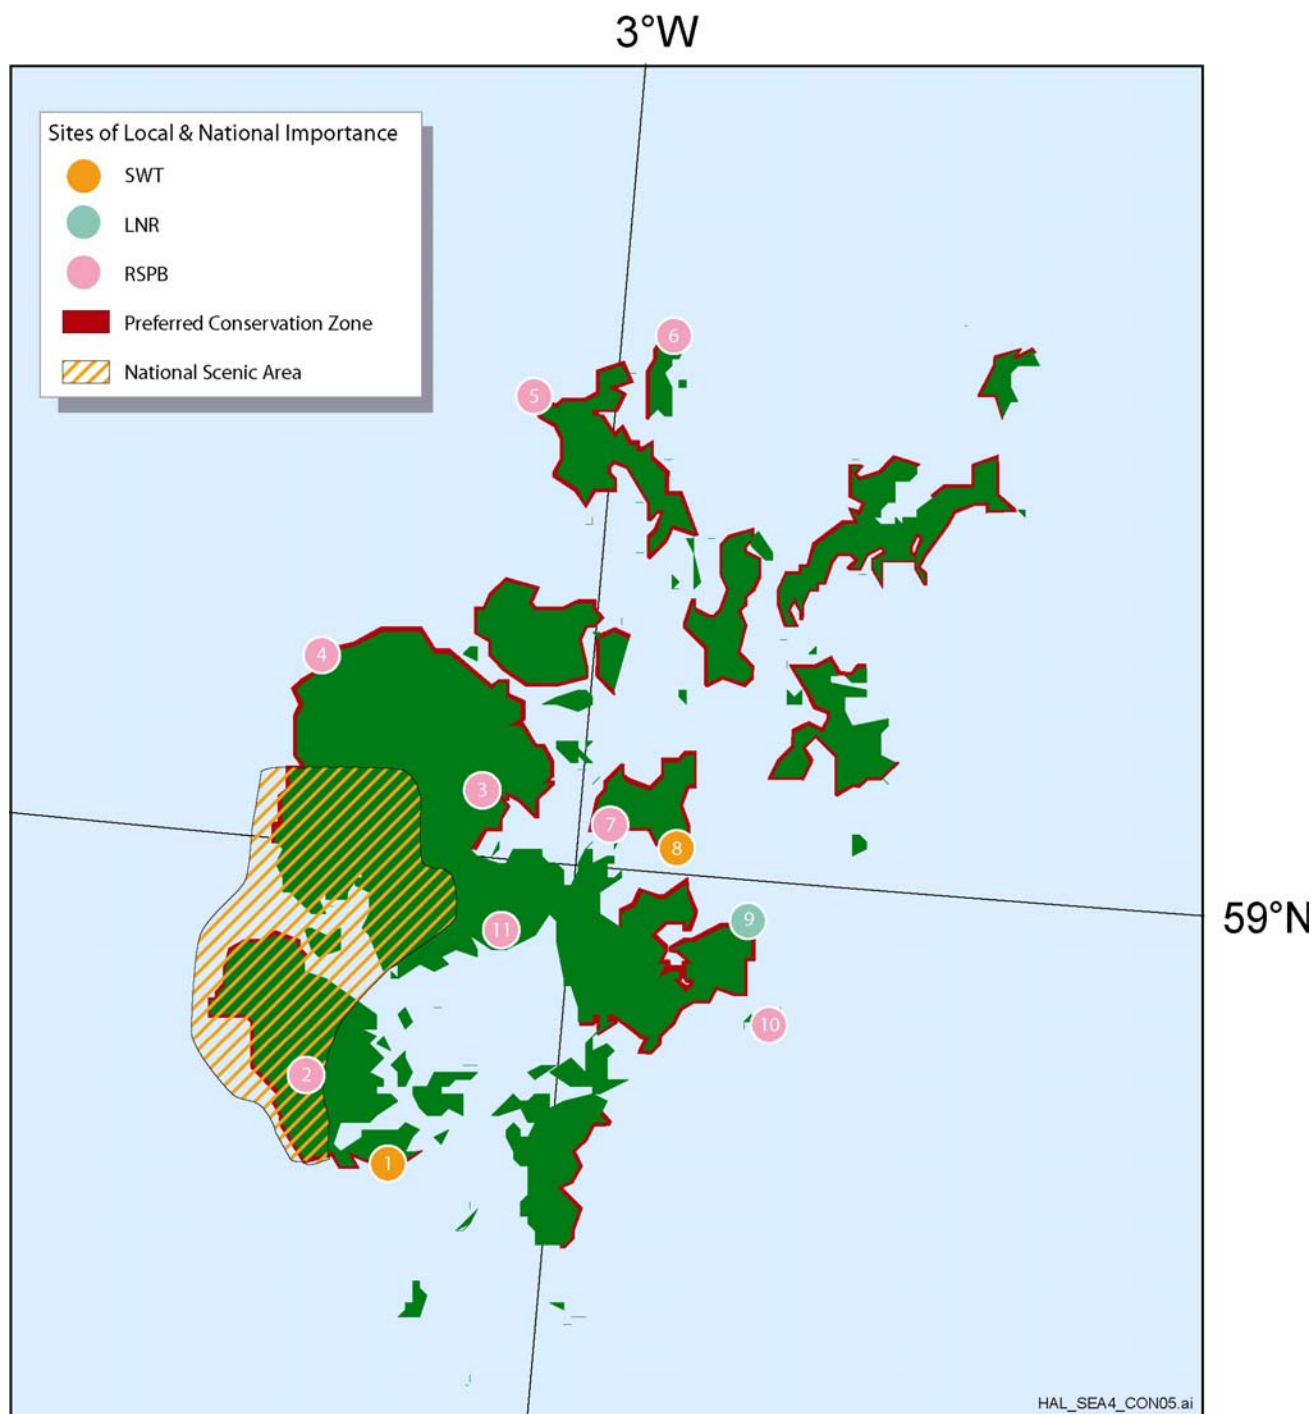 3°W
Sites of Local & National Importance
SWT
LNR
RSPB
Preferred Conservation Zone
National Scenic Area
6
5
4
3
7
8
9
11
10
2
1
59°N
HAL_SEA4_CON05.ai